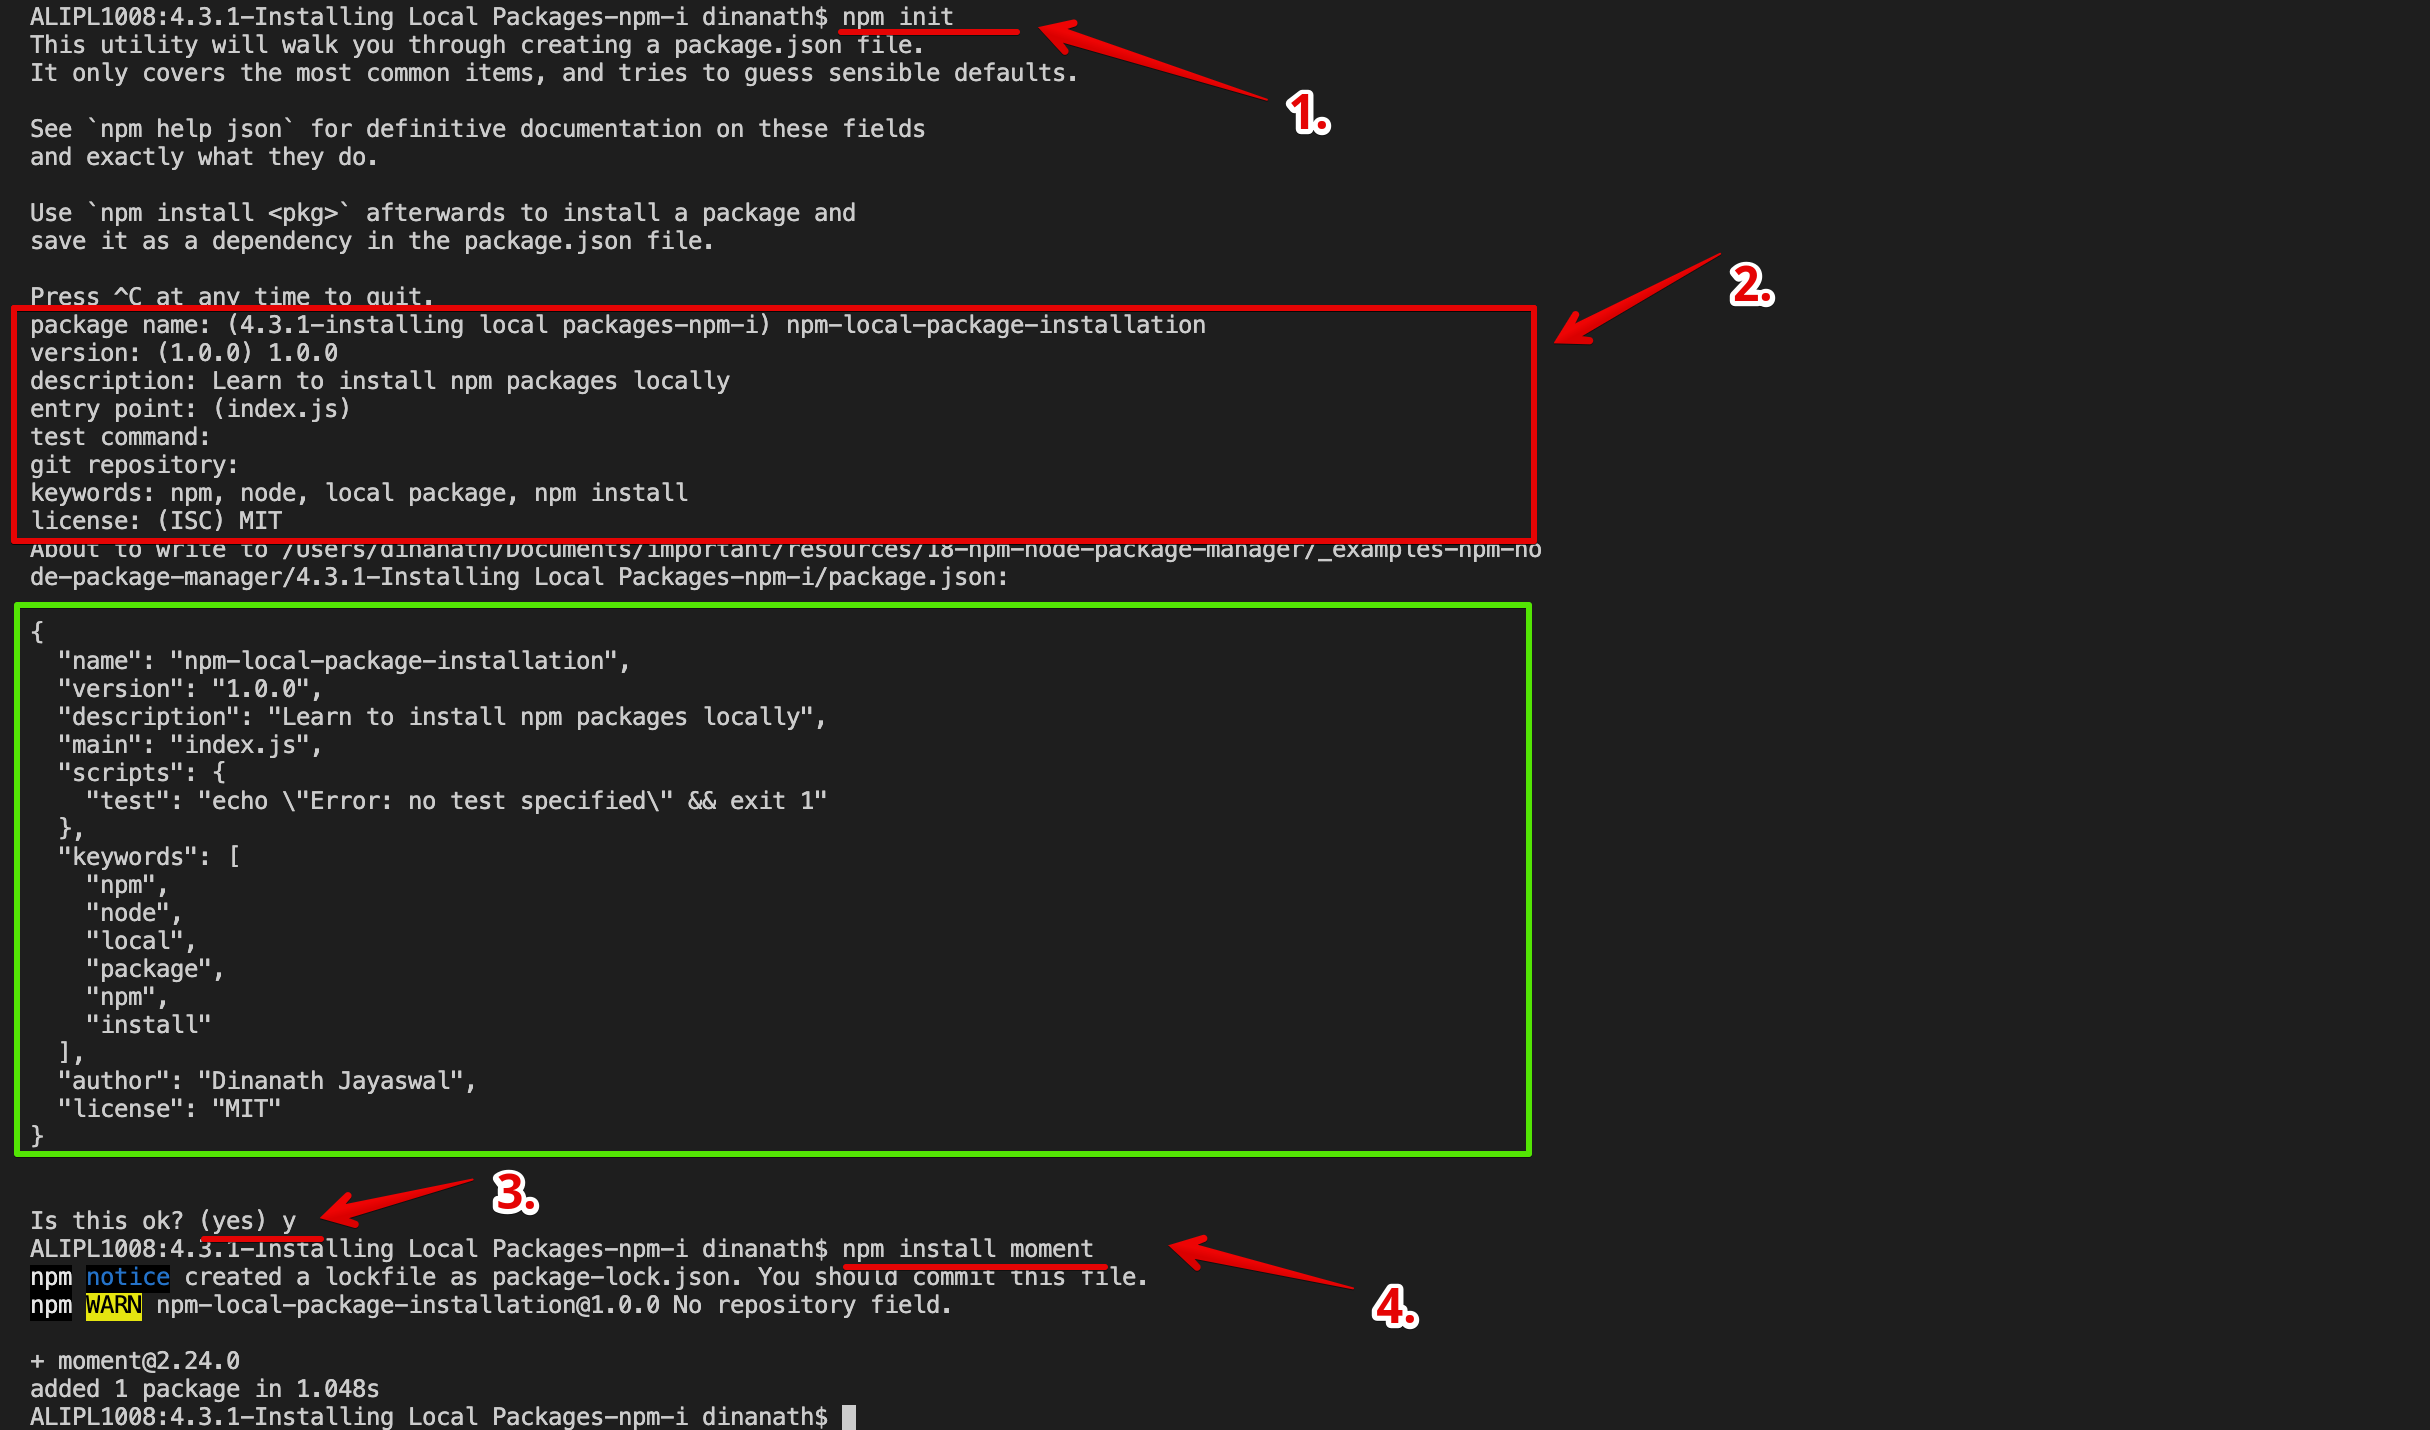 ALIPL1008:4.3.1-Installing Local Packages-npm-i dinanath$ npm init
This utility will walk you through creating a package.json file.
It only covers the most common items, and tries to guess sensible defaults.
1.
See `npm help json` for definitive documentation on these fields
and exactly what they do.
Use `npm install <pkg>` afterwards to install a package and
save it as a dependency in the package.json file.
2.
Press ^C at any time to quit.
package name: (4.3.1-installing local packages-npm-i) npm-local-package-installation
version: (1.0.0) 1.0.0
description: Learn to install npm packages locally
entry point: (index.js)
test command:
git repository:
keywords: npm, node, local package, npm install
license: (ISC) MIT
About to write to /Users/dinanath/Documents/important/resources/18-npm-node-package-manager/_examples-npm-no
de-package-manager/4.3.1-Installing Local Packages-npm-i/package.json:
{
  "name": "npm-local-package-installation",
  "version": "1.0.0",
  "description": "Learn to install npm packages locally",
  "main": "index.js",
  "scripts": {
    "test": "echo \"Error: no test specified\" && exit 1"
  },
  "keywords": [
    "npm",
    "node",
    "local",
    "package",
    "npm",
    "install"
  ],
  "author": "Dinanath Jayaswal",
  "license": "MIT"
}
3.
Is this ok? (yes) y
ALIPL1008:4.3.1-Installing Local Packages-npm-i dinanath$ npm install moment
npm notice created a lockfile as package-lock.json. You should commit this file.
npm WARN npm-local-package-installation@1.0.0 No repository field.
4.
+ moment@2.24.0
added 1 package in 1.048s
ALIPL1008:4.3.1-Installing Local Packages-npm-i dinanath$